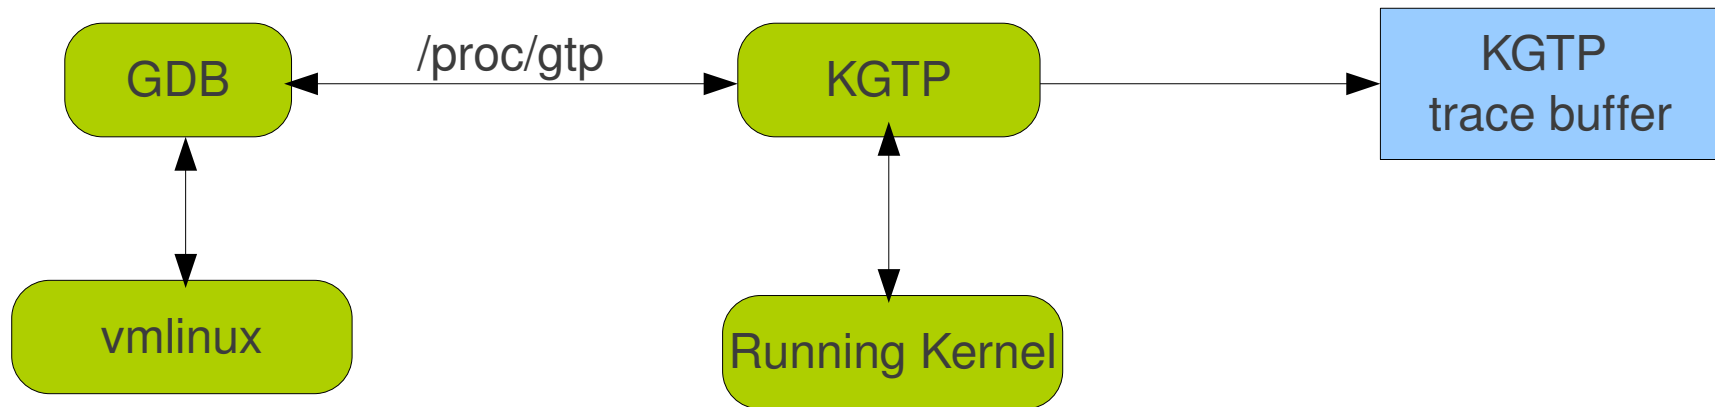 GDB
/proc/gtp
KGTP
KGTP
trace buffer
vmlinux
Running Kernel